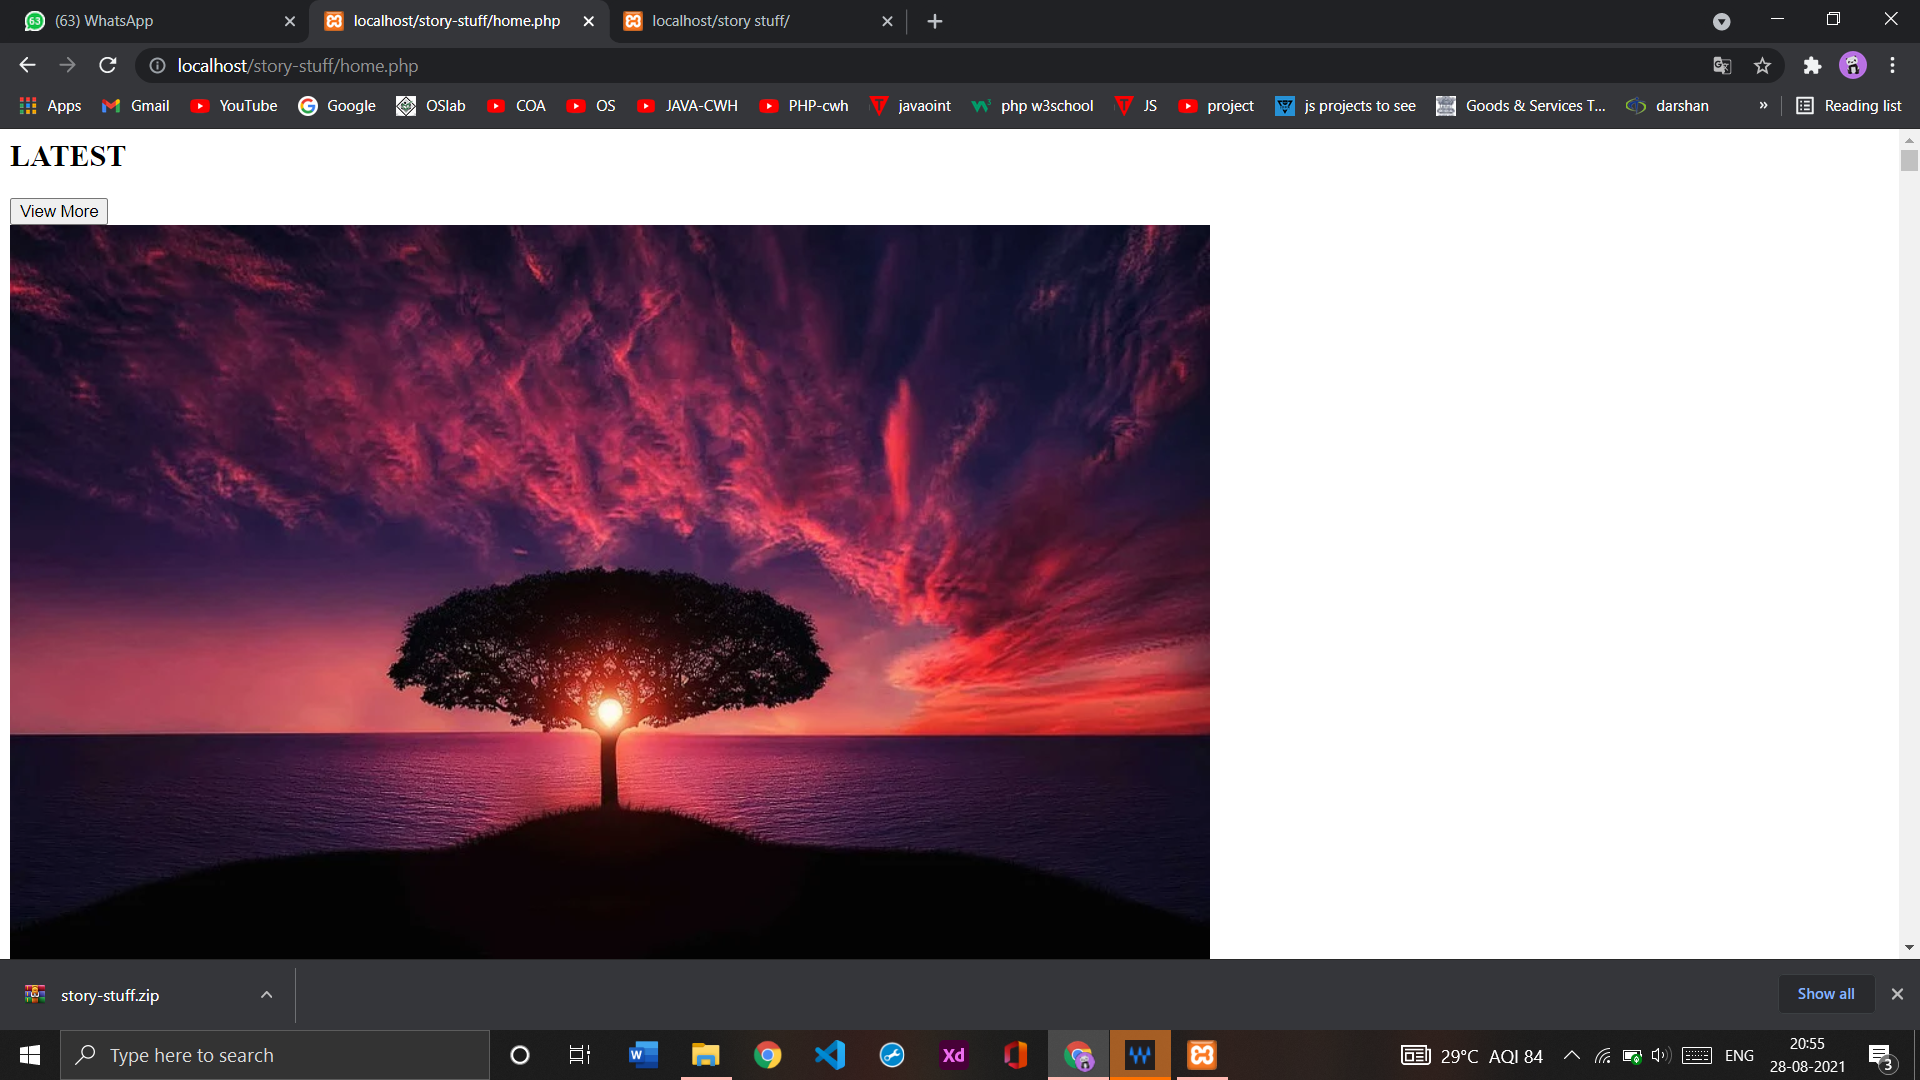 63 (63) WhatsApp
localhost/story-stuff/home.php
localhost/story stuff/
localhost/story-stuff/home.php
Apps Gmail YouTube Google OSlab COA OS JAVA-CWH PHP-cwh javaoint php w3school JS project js projects to see Goods & Services T... darshan » Reading list
LATEST
View More
story-stuff.zip
Show all
Type here to search
Xd
29°C AQI 84
ENG
20:55
28-08-2021
3